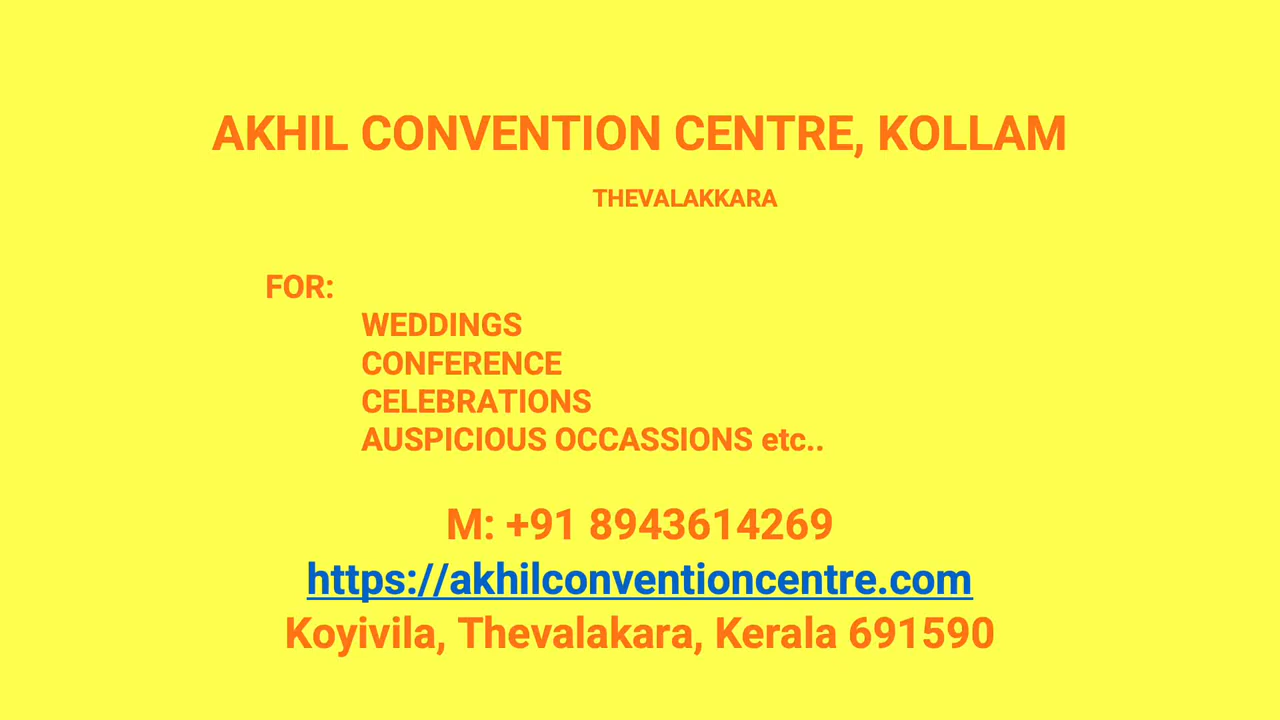 AKHIL CONVENTION CENTRE, KOLLAM
THEVALAKKARA
FOR:
WEDDINGS
CONFERENCE
CELEBRATIONS
AUSPICIOUS OCCASSIONS etc..
M: +91 8943614269
https://akhilconventioncentre.com
Koyivila, Thevalakara, Kerala 691590